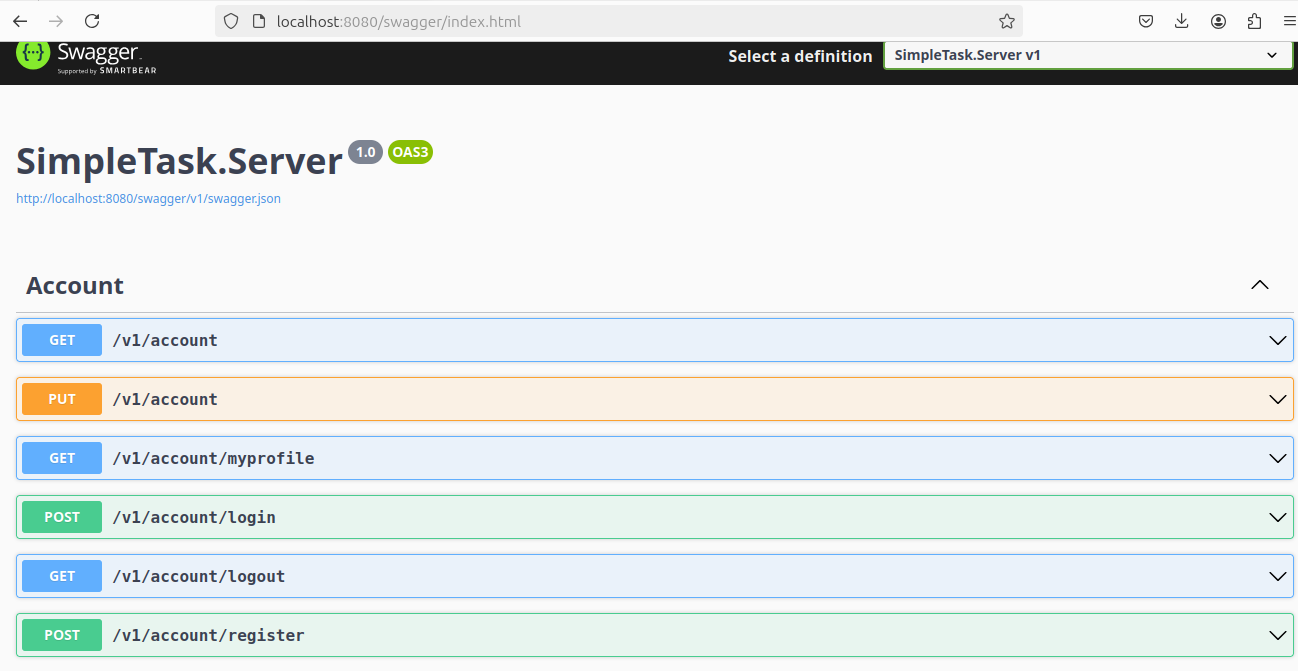 localhost:8080/swagger/index.html
Swagger
Supported by SMARTBEAR
Select a definition
SimpleTask.Server v1
SimpleTask.Server 1.0 OAS3
http://localhost:8080/swagger/v1/swagger.json
Account
GET /v1/account
PUT /v1/account
GET /v1/account/myprofile
POST /v1/account/login
GET /v1/account/logout
POST /v1/account/register